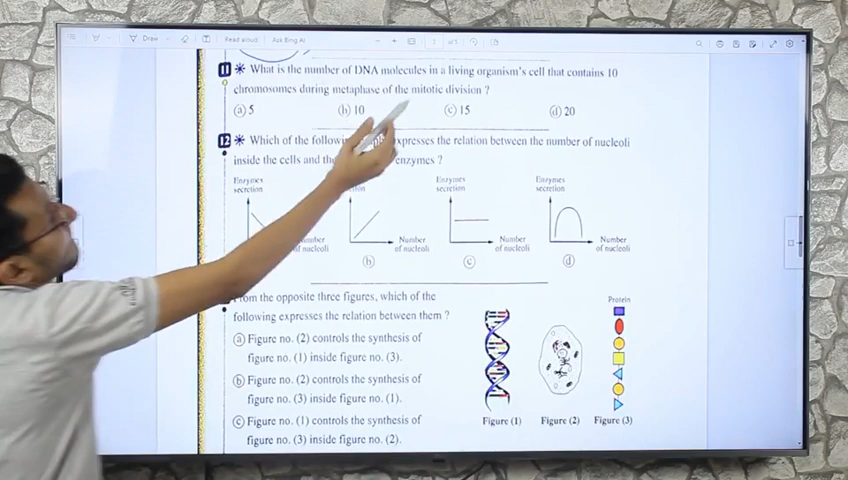 Draw
Read aloud
Ask Bing AI
1
of 1
11 * What is the number of DNA molecules in a living organism's cell that contains 10
chromosomes during metaphase of the mitotic division ?
(a) 5
(b) 10
(c) 15
(d) 20
12 * Which of the following expresses the relation between the number of nucleoli
inside the cells and the enzymes ?
Enzymes
secretion
Enzymes
secretion
Enzymes
secretion
Number
of nucleoli
Number
of nucleoli
Number
of nucleoli
Number
of nucleoli
(b)
(c)
(d)
From the opposite three figures, which of the
following expresses the relation between them ?
(a) Figure no. (2) controls the synthesis of
figure no. (1) inside figure no. (3).
(b) Figure no. (2) controls the synthesis of
figure no. (3) inside figure no. (1).
(c) Figure no. (1) controls the synthesis of
figure no. (3) inside figure no. (2).
Protein
Figure (1)
Figure (2)
Figure (3)